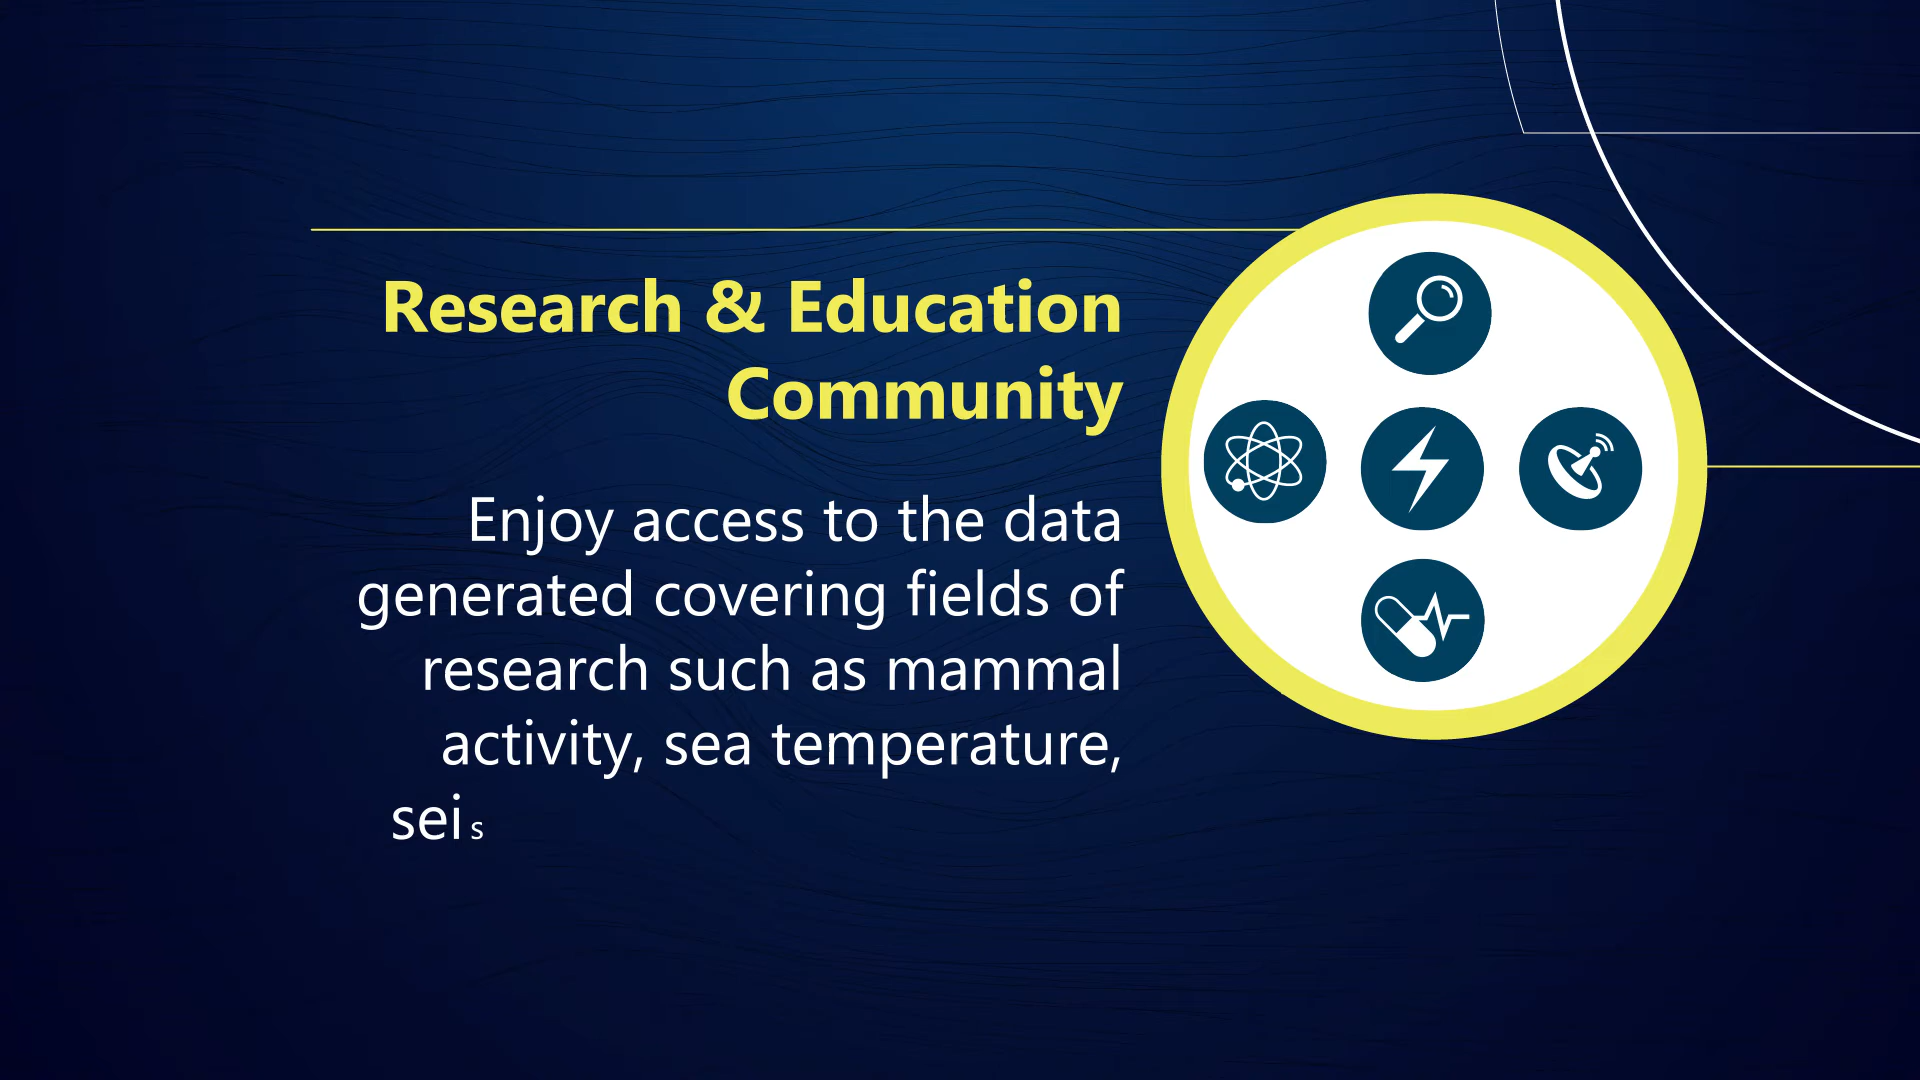 Research & Education
Community
Enjoy access to the data
generated covering fields of
research such as mammal
activity, sea temperature,
seis